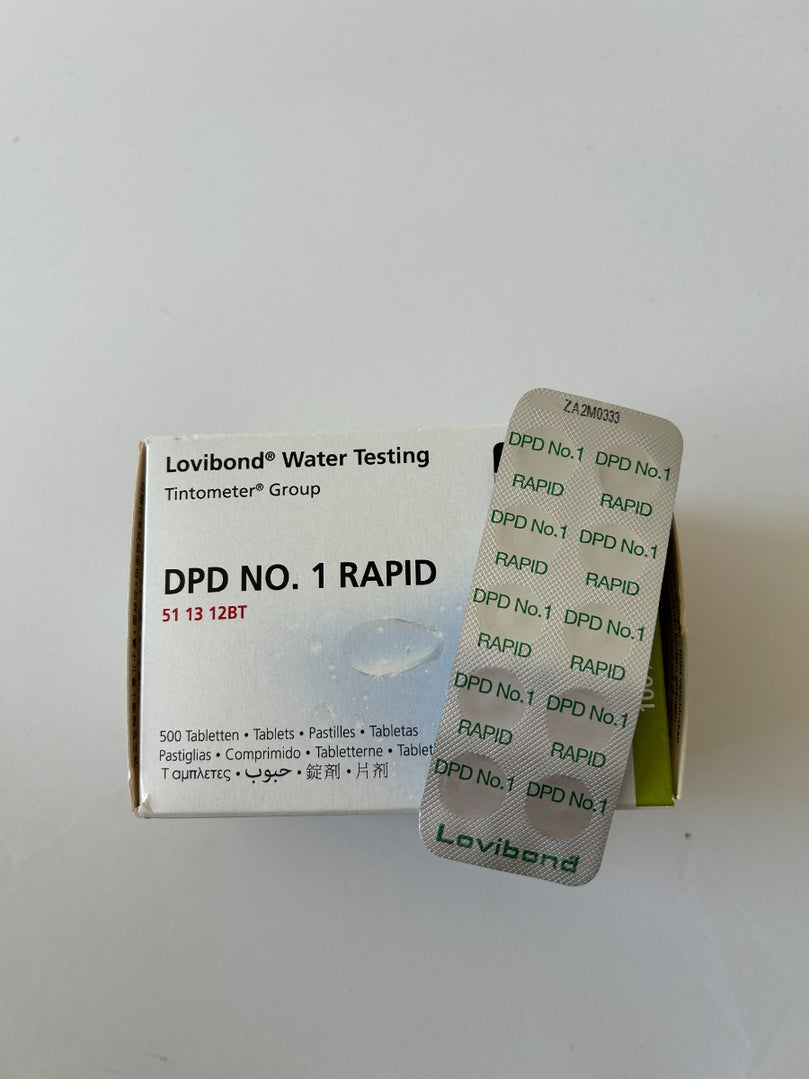 Lovibond® Water Testing
Tintometer® Group
DPD NO. 1 RAPID
51 13 12BT
500 Tabletten • Tablets • Pastilles • Tabletas
Pastiglias • Comprimido • Tabletterne • Tablet
Ταμπλετες • حبوب • 錠剤 • 片剂
ZA2M0333
DPD No.1 DPD No.1
RAPID RAPID
DPD No.1 DPD No.1
RAPID RAPID
DPD No.1 DPD No.1
RAPID RAPID
DPD No.1 DPD No.1
RAPID RAPID
DPD No.1 DPD No.1
Lovibond